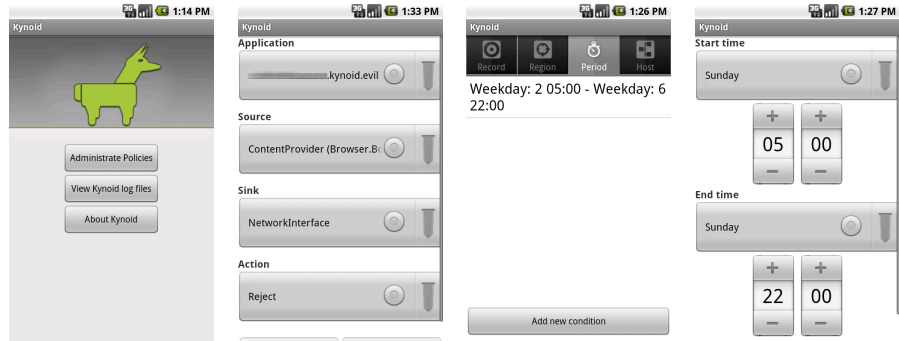 1:14 PM
Kynoid
Administrate Policies
View Kynoid log files
About Kynoid
1:33 PM
Kynoid
Application
.kynoid.evil
Source
ContentProvider (Browser.Bo
Sink
NetworkInterface
Action
Reject
1:26 PM
Kynoid
Record Region Period Host
Weekday: 2 05:00 - Weekday: 6
22:00
Add new condition
1:27 PM
Kynoid
Start time
Sunday
+ +
05 00
— —
End time
Sunday
+ +
22 00
— —